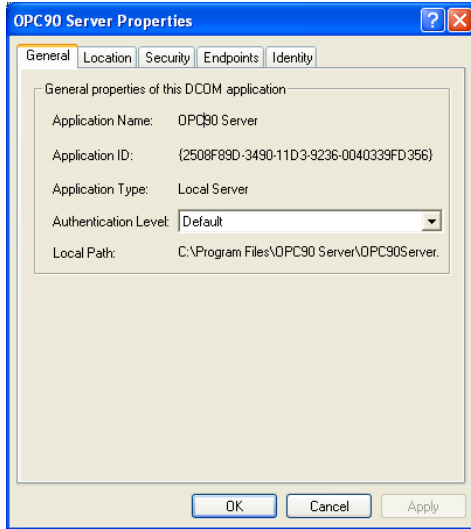 OPC90 Server Properties
General Location Security Endpoints Identity
General properties of this DCOM application
Application Name: OPC90 Server
Application ID: {2508F89D-3490-11D3-9236-0040339FD356}
Application Type: Local Server
Authentication Level: Default
Local Path: C:\Program Files\OPC90 Server\OPC90Server.
OK Cancel Apply